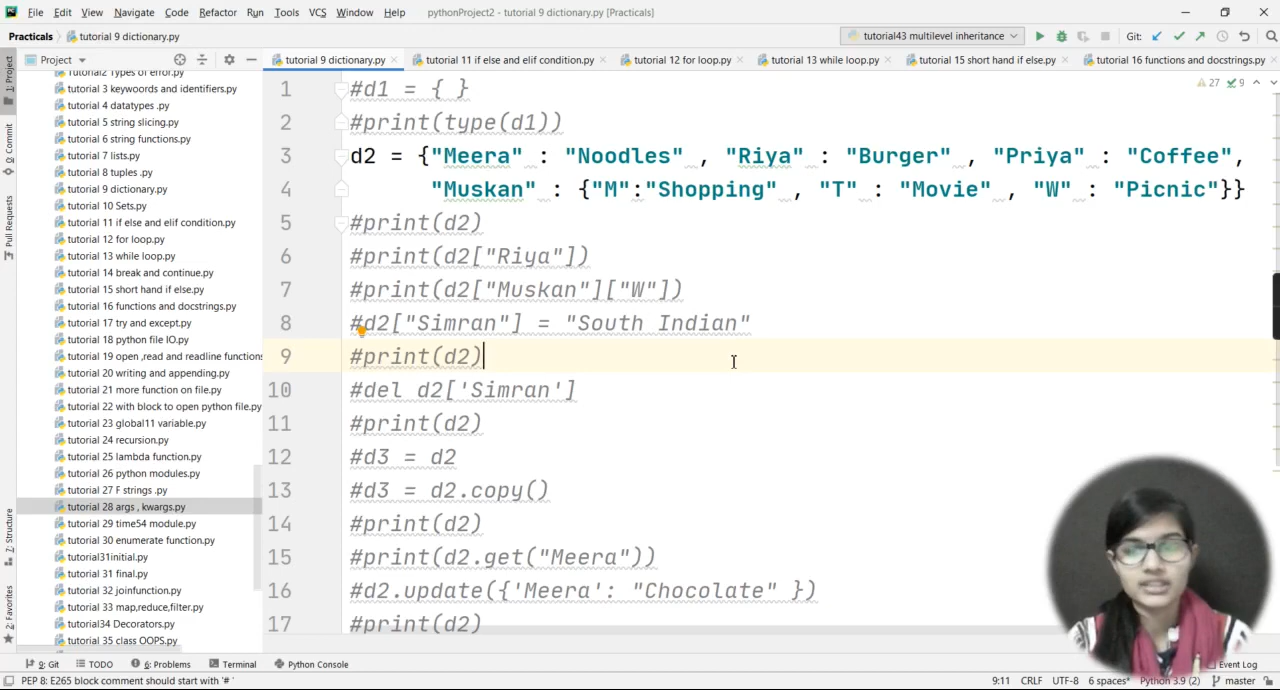 File Edit View Navigate Code Refactor Run Tools VCS Window Help pythonProject2 - tutorial 9 dictionary.py [Practicals]
Practicals tutorial 9 dictionary.py tutorial43 multilevel inheritance Git:
Project tutorial 9 dictionary.py tutorial 11 if else and elif condition.py tutorial 12 for loop.py tutorial 13 while loop.py tutorial 15 short hand if else.py tutorial 16 functions and docstrings.py
1: Project
0: Commit
Pull Requests
7: Structure
2: Favorites
tutorial2 Types of error.py
tutorial 3 keywoords and identifiers.py
tutorial 4 datatypes .py
tutorial 5 string slicing.py
tutorial 6 string functions.py
tutorial 7 lists.py
tutorial 8 tuples .py
tutorial 9 dictionary.py
tutorial 10 Sets.py
tutorial 11 if else and elif condition.py
tutorial 12 for loop.py
tutorial 13 while loop.py
tutorial 14 break and continue.py
tutorial 15 short hand if else.py
tutorial 16 functions and docstrings.py
tutorial 17 try and except.py
tutorial 18 python file IO.py
tutorial 19 open ,read and readline functions
tutorial 20 writing and appending.py
tutorial 21 more function on file.py
tutorial 22 with block to open python file.py
tutorial 23 global11 variable.py
tutorial 24 recursion.py
tutorial 25 lambda function.py
tutorial 26 python modules.py
tutorial 27 F strings .py
tutorial 28 args , kwargs.py
tutorial 29 time54 module.py
tutorial 30 enumerate function.py
tutorial31initial.py
tutorial 31 final.py
tutorial 32 joinfunction.py
tutorial 33 map,reduce,filter.py
tutorial34 Decorators.py
tutorial 35 class OOPS.py
27 9
1 #d1 = { }
2 #print(type(d1))
3 d2 = {"Meera" : "Noodles" , "Riya" : "Burger" , "Priya" : "Coffee",
4 "Muskan" : {"M":"Shopping" , "T" : "Movie" , "W" : "Picnic"}}
5 #print(d2)
6 #print(d2["Riya"])
7 #print(d2["Muskan"]["W"])
8 #d2["Simran"] = "South Indian"
9 #print(d2)
10 #del d2['Simran']
11 #print(d2)
12 #d3 = d2
13 #d3 = d2.copy()
14 #print(d2)
15 #print(d2.get("Meera"))
16 #d2.update({'Meera': "Chocolate" })
17 #print(d2)
9: Git TODO 6: Problems Terminal Python Console Event Log
PEP 8: E265 block comment should start with '# ' 9:11 CRLF UTF-8 6 spaces* Python 3.9 (2) master